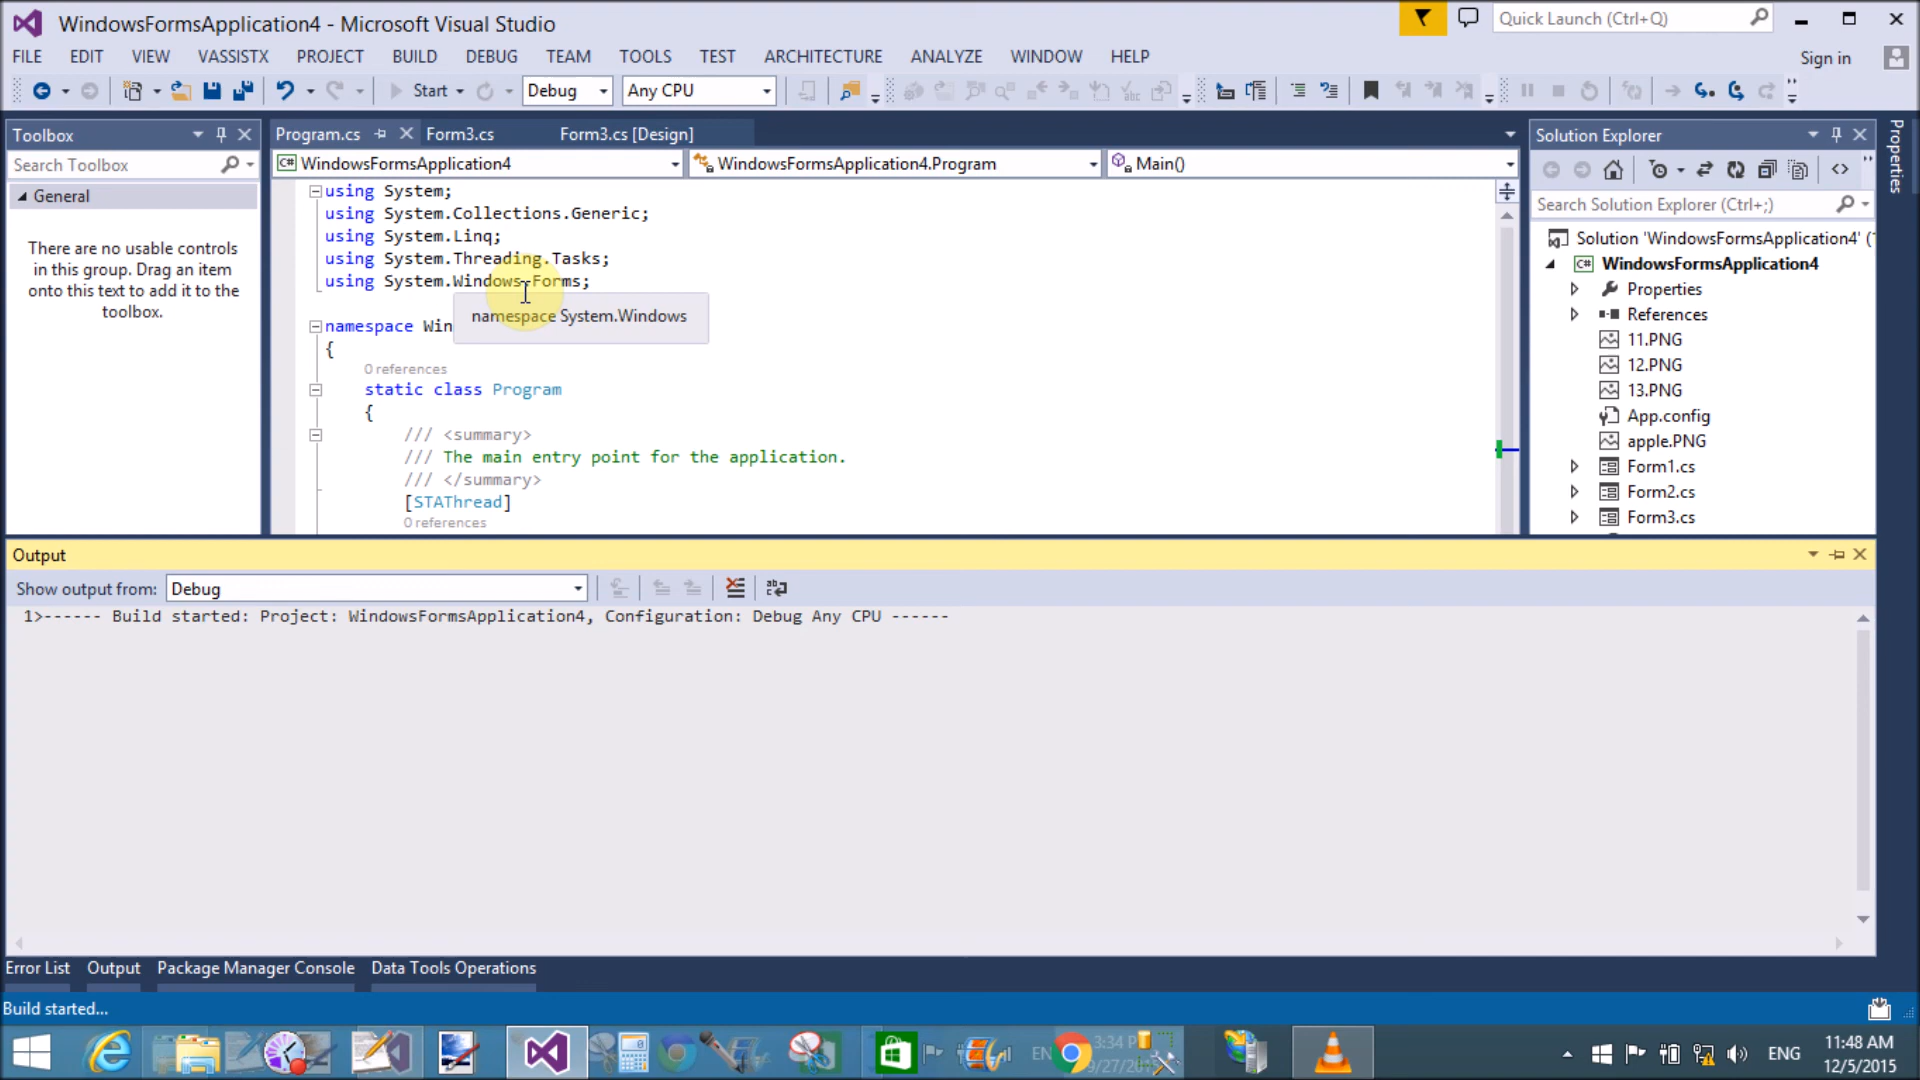 WindowsFormsApplication4 - Microsoft Visual Studio
Quick Launch (Ctrl+Q)
FILE EDIT VIEW VASSISTX PROJECT BUILD DEBUG TEAM TOOLS TEST ARCHITECTURE ANALYZE WINDOW HELP
Sign in
Start Debug Any CPU
Toolbox
Search Toolbox
General
There are no usable controls
in this group. Drag an item
onto this text to add it to the
toolbox.
Program.cs Form3.cs Form3.cs [Design]
C# WindowsFormsApplication4 WindowsFormsApplication4.Program Main()
using System;
using System.Collections.Generic;
using System.Linq;
using System.Threading.Tasks;
using System.Windows.Forms;
namespace System.Windows
namespace Win
{
0 references
static class Program
{
/// <summary>
/// The main entry point for the application.
/// </summary>
[STAThread]
0 references
Solution Explorer
Search Solution Explorer (Ctrl+;)
Solution 'WindowsFormsApplication4' (
C# WindowsFormsApplication4
Properties
References
11.PNG
12.PNG
13.PNG
App.config
apple.PNG
Form1.cs
Form2.cs
Form3.cs
Properties
Output
Show output from: Debug
1>------ Build started: Project: WindowsFormsApplication4, Configuration: Debug Any CPU ------
Error List Output Package Manager Console Data Tools Operations
Build started...
EN
3:34 P
9/27/20
ENG
11:48 AM
12/5/2015